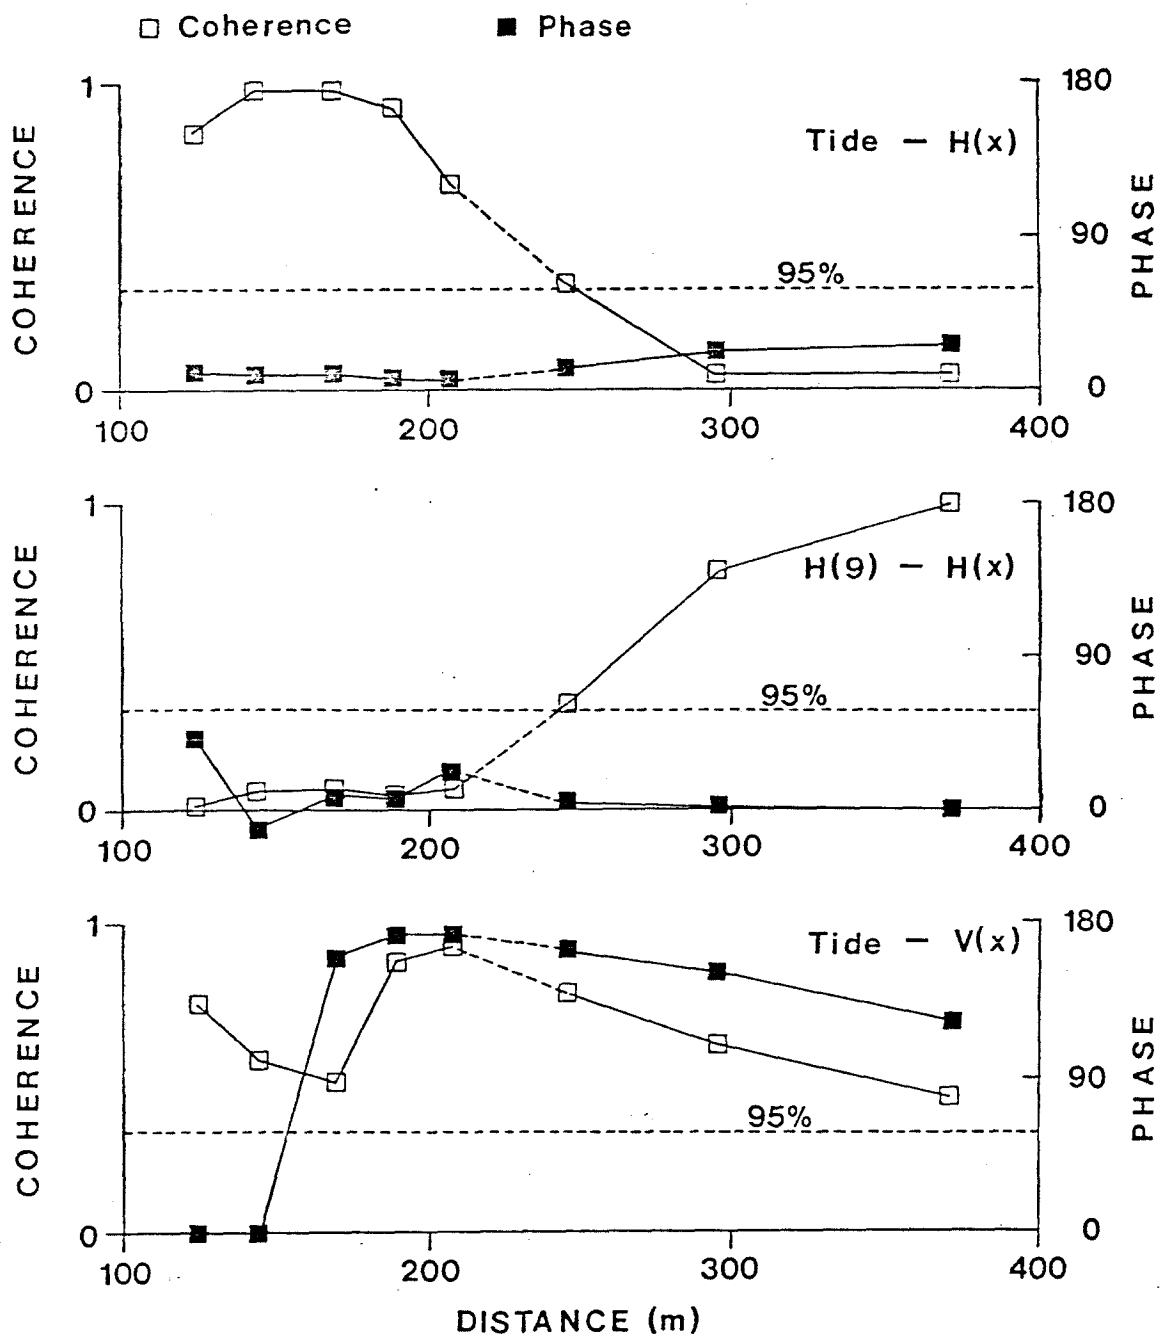 Coherence Phase
1 180
Tide — H(x)
COHERENCE
PHASE
90
95%
0 0
100 200 300 400
1 180
H(9) — H(x)
COHERENCE
PHASE
90
95%
0 0
100 200 300 400
1 180
Tide — V(x)
COHERENCE
PHASE
90
95%
0 0
100 200 300 400
DISTANCE (m)